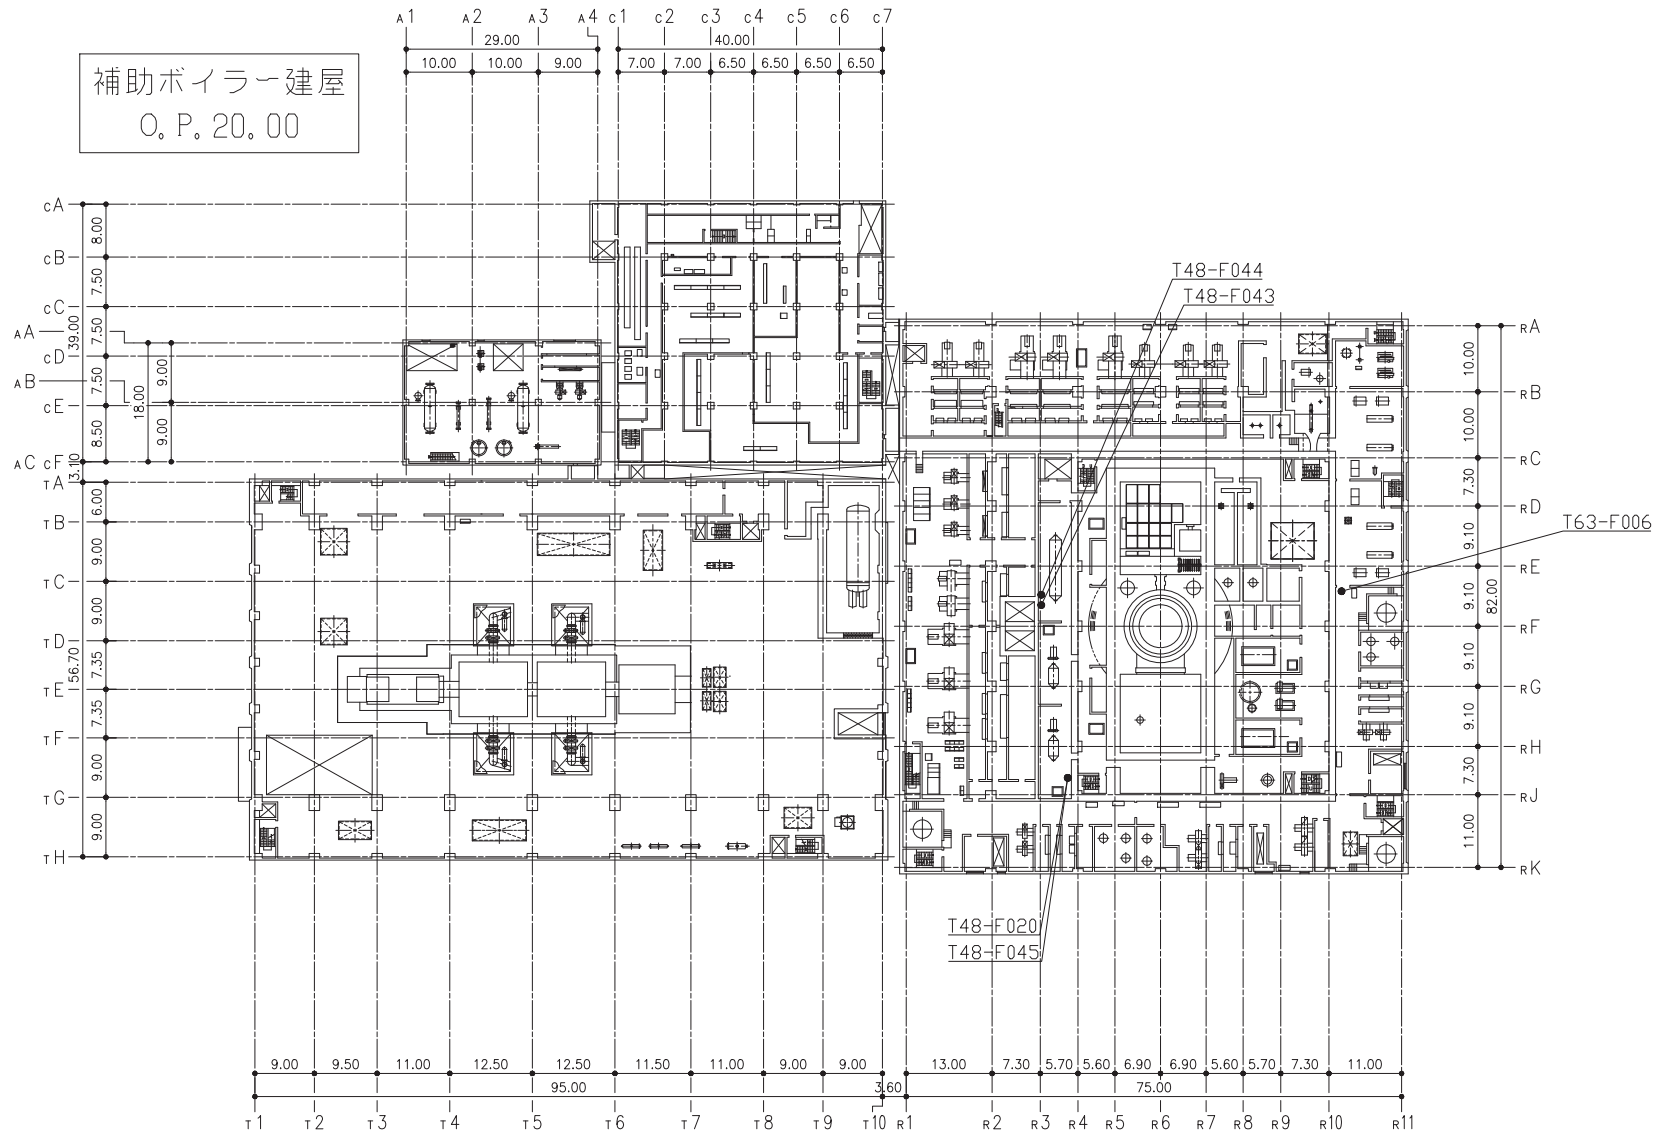 A1 A2 A3 A4 C1 C2 C3 C4 C5 C6 C7
29.00 40.00
10.00 10.00 9.00 7.00 7.00 6.50 6.50 6.50 6.50
補助ボイラー建屋
O.P.20.00
CA
8.00
CB
7.50
CC
AA
39.00
7.50
CD
AB
7.50
CE
8.50
AC CF
18.00
9.00
9.00
3.10
TA
6.00
TB
9.00
TC
9.00
TD
56.70
7.35
TE
7.35
TF
9.00
TG
9.00
TH
T48-F044
T48-F043
T63-F006
T48-F020
T48-F045
RA
10.00
RB
10.00
RC
7.30
RD
9.10
RE
9.10
82.00
RF
9.10
RG
9.10
RH
7.30
RJ
11.00
RK
9.00 9.50 11.00 12.50 12.50 11.50 11.00 9.00 9.00 13.00 7.30 5.70 5.60 6.90 6.90 5.60 5.70 7.30 11.00
95.00 3.60 75.00
T1 T2 T3 T4 T5 T6 T7 T8 T9 T10 R1 R2 R3 R4 R5 R6 R7 R8 R9 R10 R11